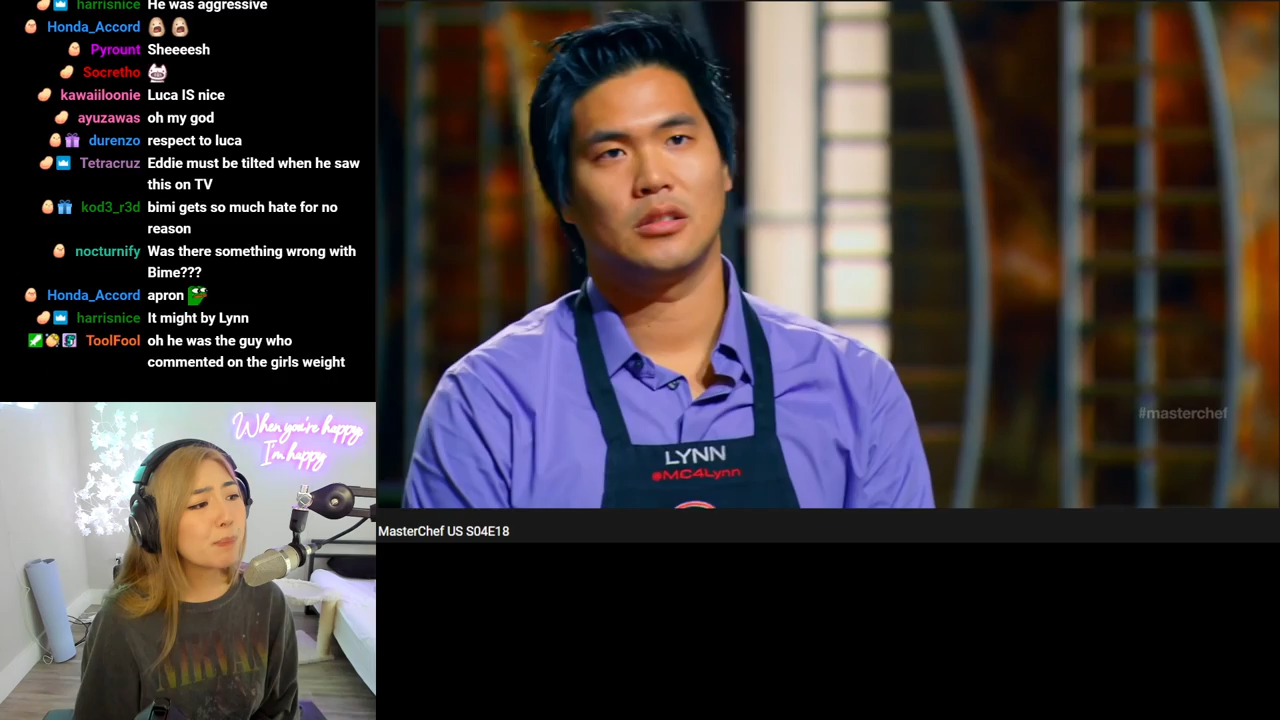 harrisnice He was aggressive
Honda_Accord
Pyrount Sheeeesh
Socretho
kawaiiloonie Luca IS nice
ayuzawas oh my god
durenzo respect to luca
Tetracruz Eddie must be tilted when he saw
this on TV
kod3_r3d bimi gets so much hate for no
reason
nocturnify Was there something wrong with
Bime???
Honda_Accord apron
harrisnice It might by Lynn
ToolFool oh he was the guy who
commented on the girls weight
When you're happy
I'm happy
NIRVANA
#masterchef
LYNN
#MC4Lynn
MasterChef US S04E18